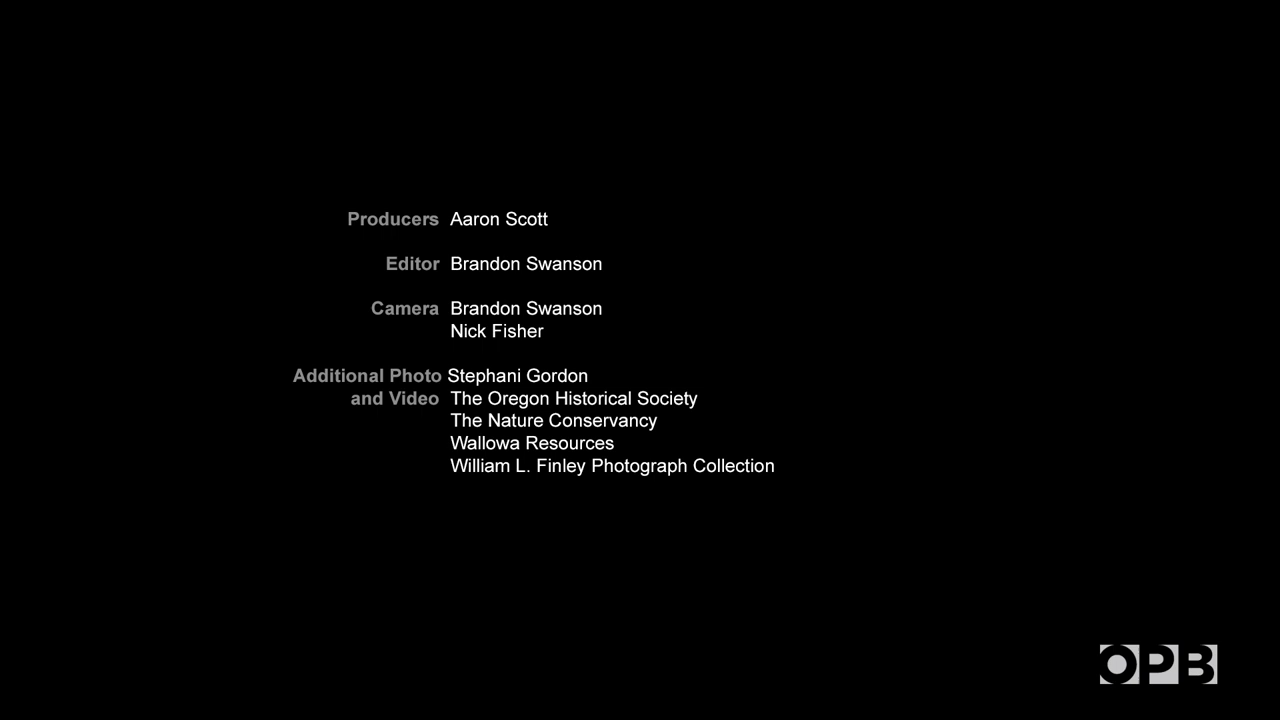 Producers Aaron Scott
Editor Brandon Swanson
Camera Brandon Swanson
Nick Fisher
Additional Photo Stephani Gordon
and Video The Oregon Historical Society
The Nature Conservancy
Wallowa Resources
William L. Finley Photograph Collection
OPB